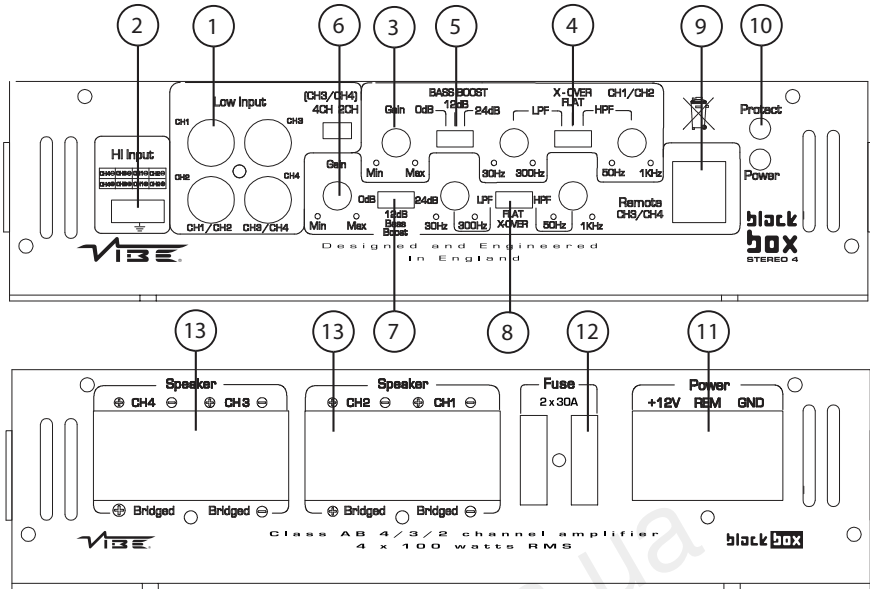 2 1 6 3 5 4 9 10
Low Input
(CH3/CH4)
4CH 2CH
CH1 CH3
CH2 CH4
CH1/CH2 CH3/CH4
HI Input
Gain
Min Max
BASS BOOST
0dB 12dB 24dB
X-OVER CH1/CH2
LPF FLAT HPF
30Hz 300Hz 50Hz 1KHz
Gain
Min Max
0dB 24dB
12dB
Bass
Boost
LPF HPF
FLAT
X-OVER
30Hz 300Hz 50Hz 1KHz
Remote
CH3/CH4
Protect
Power
VIBE.
Designed and Engineered
In England
black
box
STEREO 4
7 8
13 13 12 11
Speaker Speaker Fuse Power
⊕ CH4 ⊖ ⊕ CH3 ⊖ ⊕ CH2 ⊖ ⊕ CH1 ⊖ 2 x 30A +12V REM GND
⊕ Bridged Bridged ⊖ ⊕ Bridged Bridged ⊖
VIBE.
Class AB 4/3/2 channel amplifier
4 x 100 watts RMS
black box